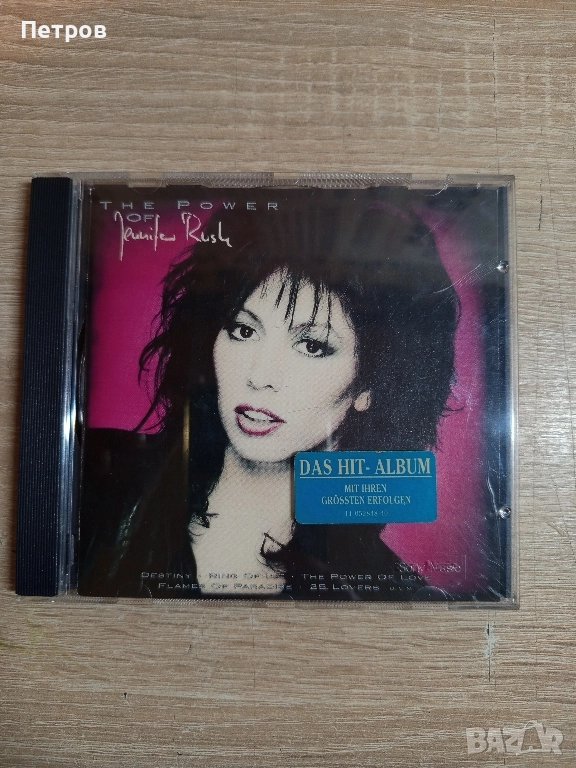 Петров
THE POWER
OF
Jennifer Rush
DAS HIT- ALBUM
MIT IHREN
GRÖSSTEN ERFOLGEN
Sony Music
DESTINY · RING OF ICE · THE POWER OF LOVE
FLAMES OF PARADISE · 25 LOVERS U.V.A.
BAZAR